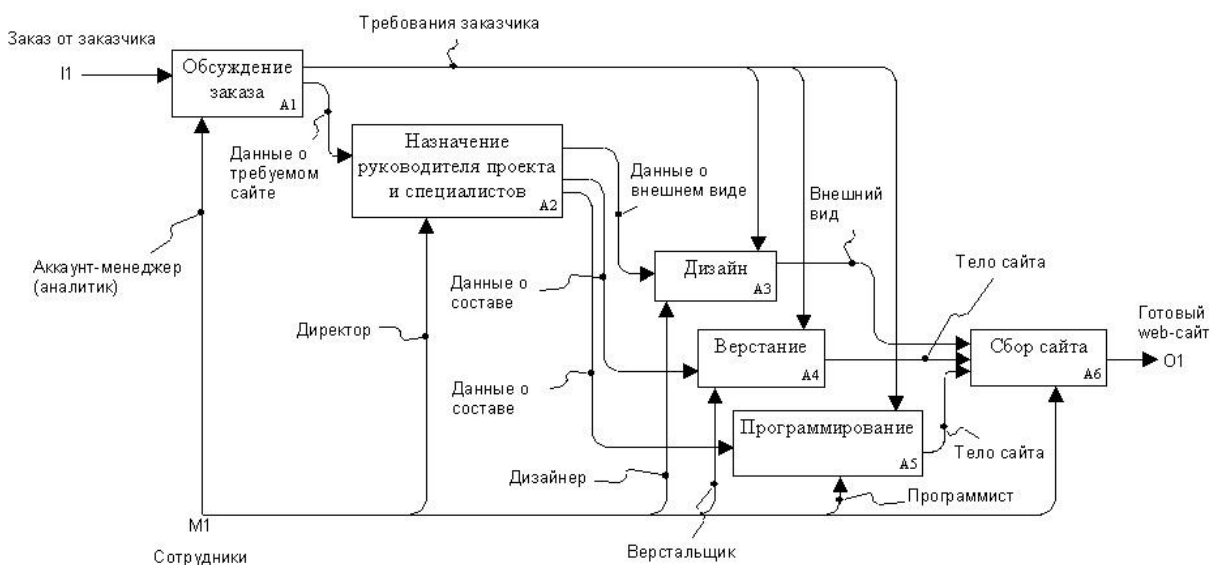 Требования заказчика
Заказ от заказчика
I1
Обсуждение
заказа
A1
Данные о
требуемом
сайте
Назначение
руководителя проекта
и специалистов
A2
Данные о
внешнем виде
Внешний
вид
Аккаунт-менеджер
(аналитик)
Дизайн
A3
Тело сайта
Данные о
составе
Директор
Готовый
web-сайт
O1
Верстание
A4
Сбор сайта
A6
Данные о
составе
Программирование
A5
Тело сайта
Дизайнер
Программист
M1
Верстальщик
Сотрудники